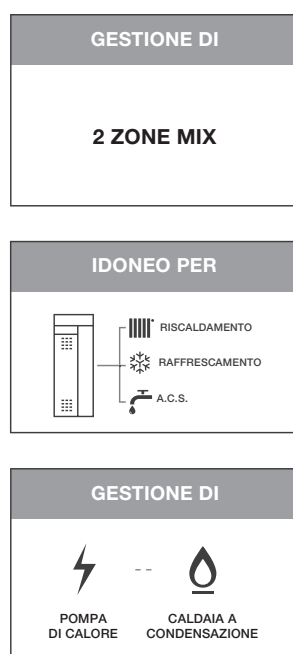 GESTIONE DI
2 ZONE MIX
IDONEO PER
RISCALDAMENTO
RAFFRESCAMENTO
A.C.S.
GESTIONE DI
POMPA
DI CALORE
CALDAIA A
CONDENSAZIONE